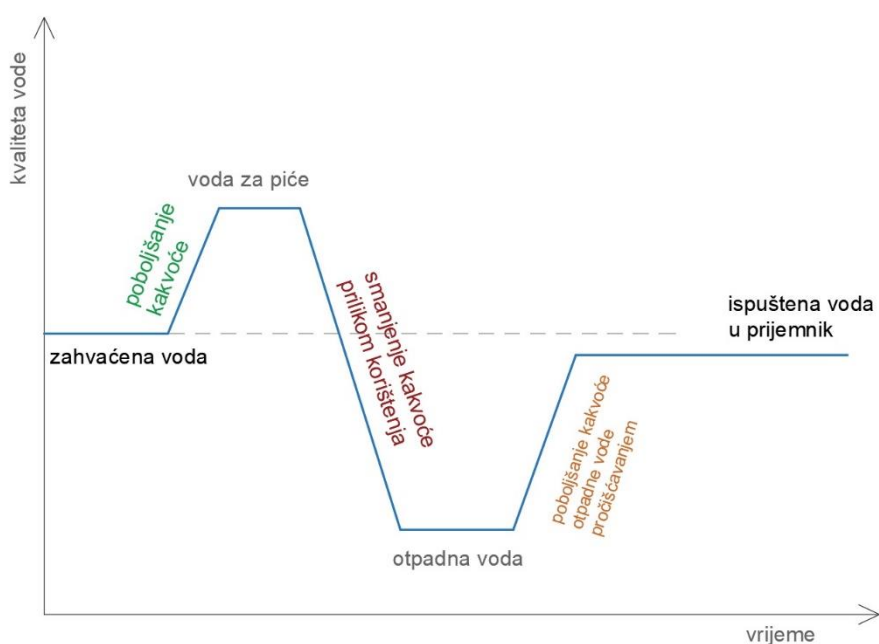 kvaliteta vode
voda za piće
poboljšanje
kakvoće
smanjenje kakvoće
prilikom korištenja
ispuštena voda
u prijemnik
zahvaćena voda
poboljšanje kakvoće
otpadne vode
pročišćavanjem
otpadna voda
vrijeme